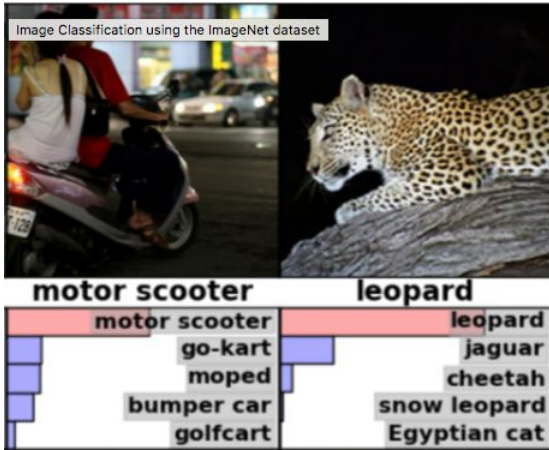 Image Classification using the ImageNet dataset
motor scooter
leopard
motor scooter
go-kart
moped
bumper car
golfcart
leopard
jaguar
cheetah
snow leopard
Egyptian cat